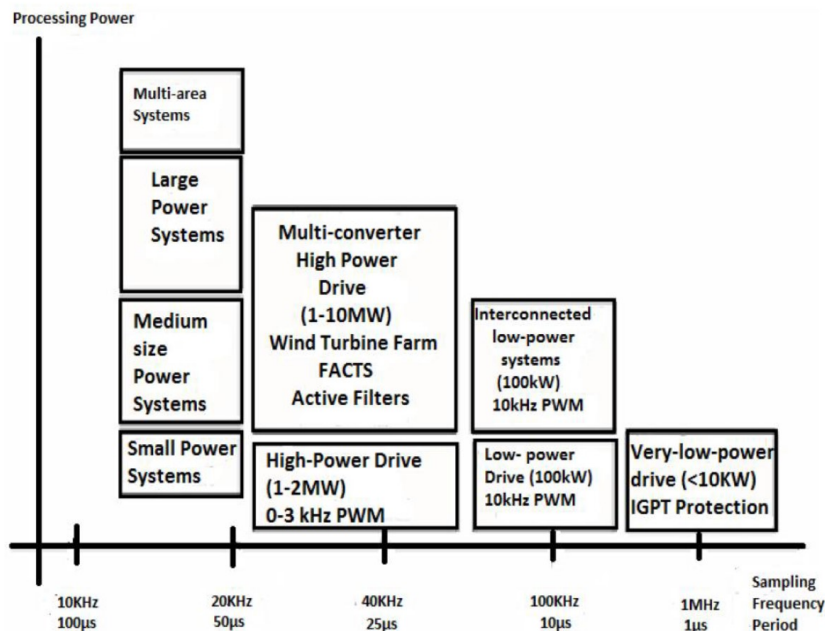 Processing Power
Multi-area
Systems
Large
Power
Systems
Medium
size
Power
Systems
Small Power
Systems
Multi-converter
High Power
Drive
(1-10MW)
Wind Turbine Farm
FACTS
Active Filters
High-Power Drive
(1-2MW)
0-3 kHz PWM
Interconnected
low-power
systems
(100kW)
10kHz PWM
Low- power
Drive (100kW)
10kHz PWM
Very-low-power
drive (<10KW)
IGPT Protection
10KHz
100µs
20KHz
50µs
40KHz
25µs
100KHz
10µs
1MHz
1µs
Sampling
Frequency
Period